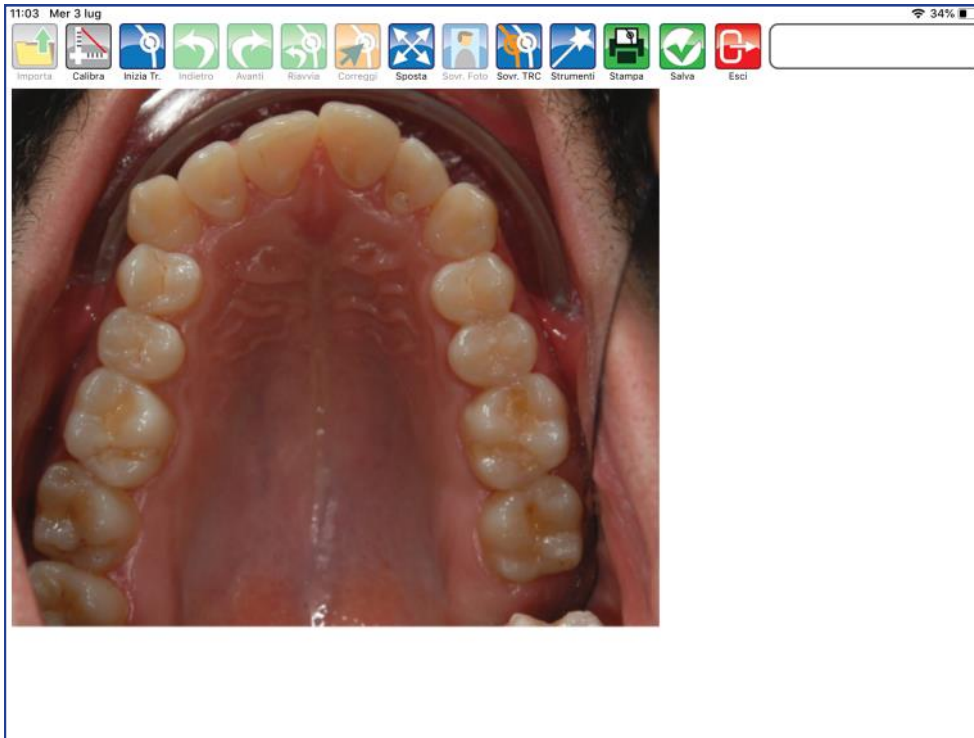 11:03 Mer 3 lug 34%
Importa Calibra Inizia Tr. Indietro Avanti Riavvia Correggi Sposta Sovr. Foto Sovr. TRC Strumenti Stampa Salva Esci